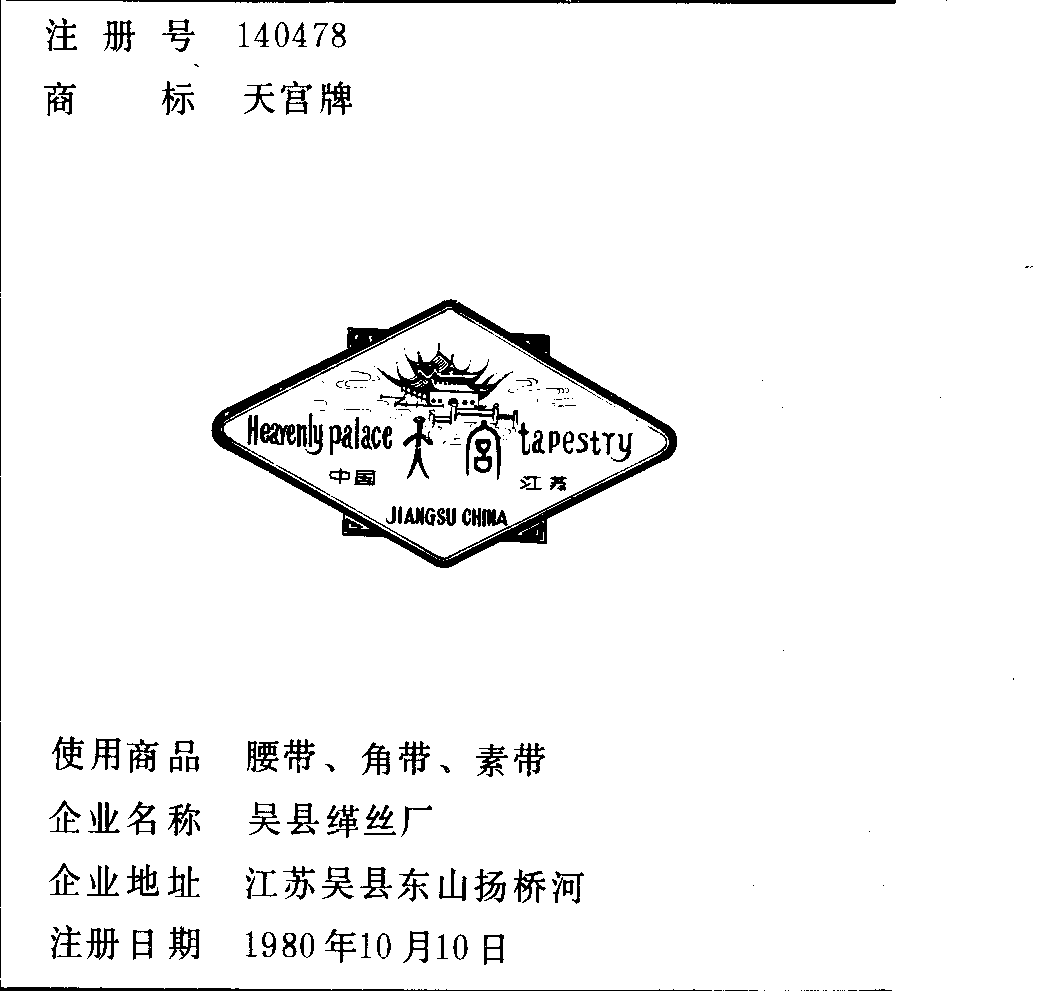 注册号 140478
商标 天宫牌
Heavenly palace 天宫 tapestry
中国 江苏
JIANGSU CHINA
使用商品 腰带、角带、素带
企业名称 吴县缂丝厂
企业地址 江苏吴县东山扬桥河
注册日期 1980年10月10日